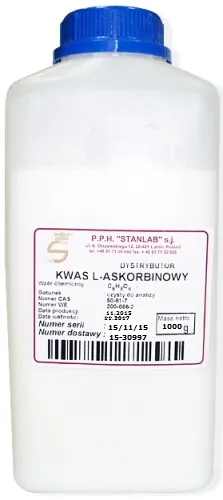 P.P.H. "STANLAB" s.j.
DYSTRYBUTOR
KWAS L-ASKORBINOWY
Wzór chemiczny C₆H₈O₆
Gatunek czysty do analizy
Numer CAS 50-81-7
Numer WE 200-066-2
Data produkcji 11.2015
Data ważności 11.2017
Numer serii 15/11/15
Numer dostawy 15-30997
Masa netto
1000 g